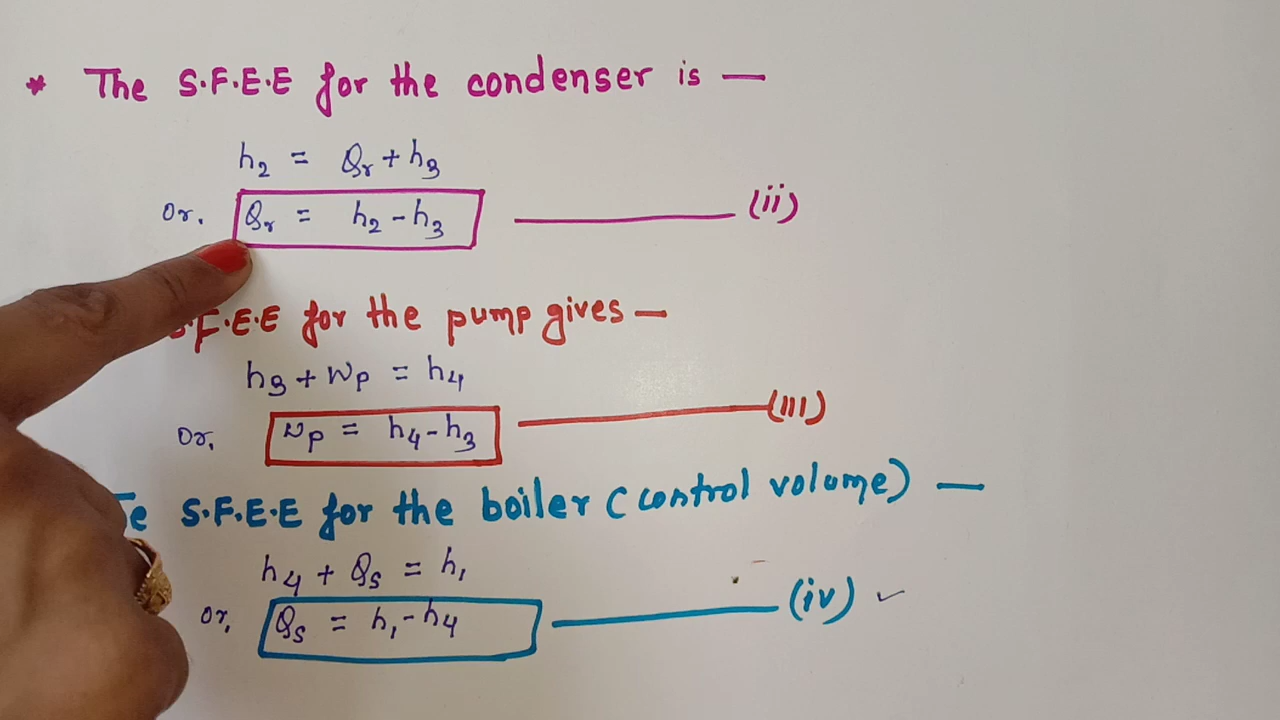 * The S.F.E.E for the condenser is —
h₂ = Qr + h₃
Or, Qr = h₂ - h₃ (ii)
S.F.E.E for the pump gives —
h₃ + Wp = h₄
Or, Wp = h₄ - h₃ (iii)
S.F.E.E for the boiler (control volume) —
h₄ + Qs = h₁
or, Qs = h₁ - h₄ (iv) ✓